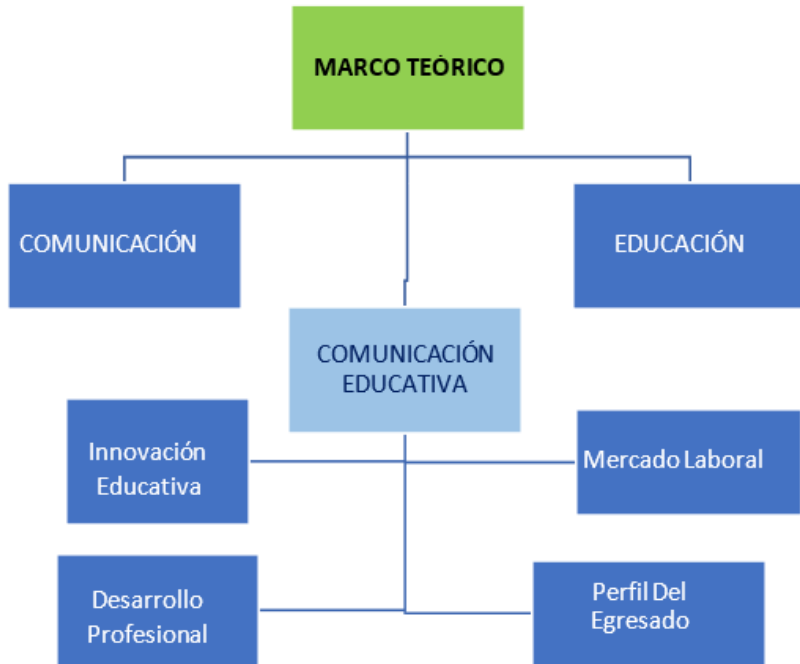 MARCO TEÓRICO
COMUNICACIÓN
EDUCACIÓN
COMUNICACIÓN
EDUCATIVA
Innovación
Educativa
Mercado Laboral
Desarrollo
Profesional
Perfil Del
Egresado